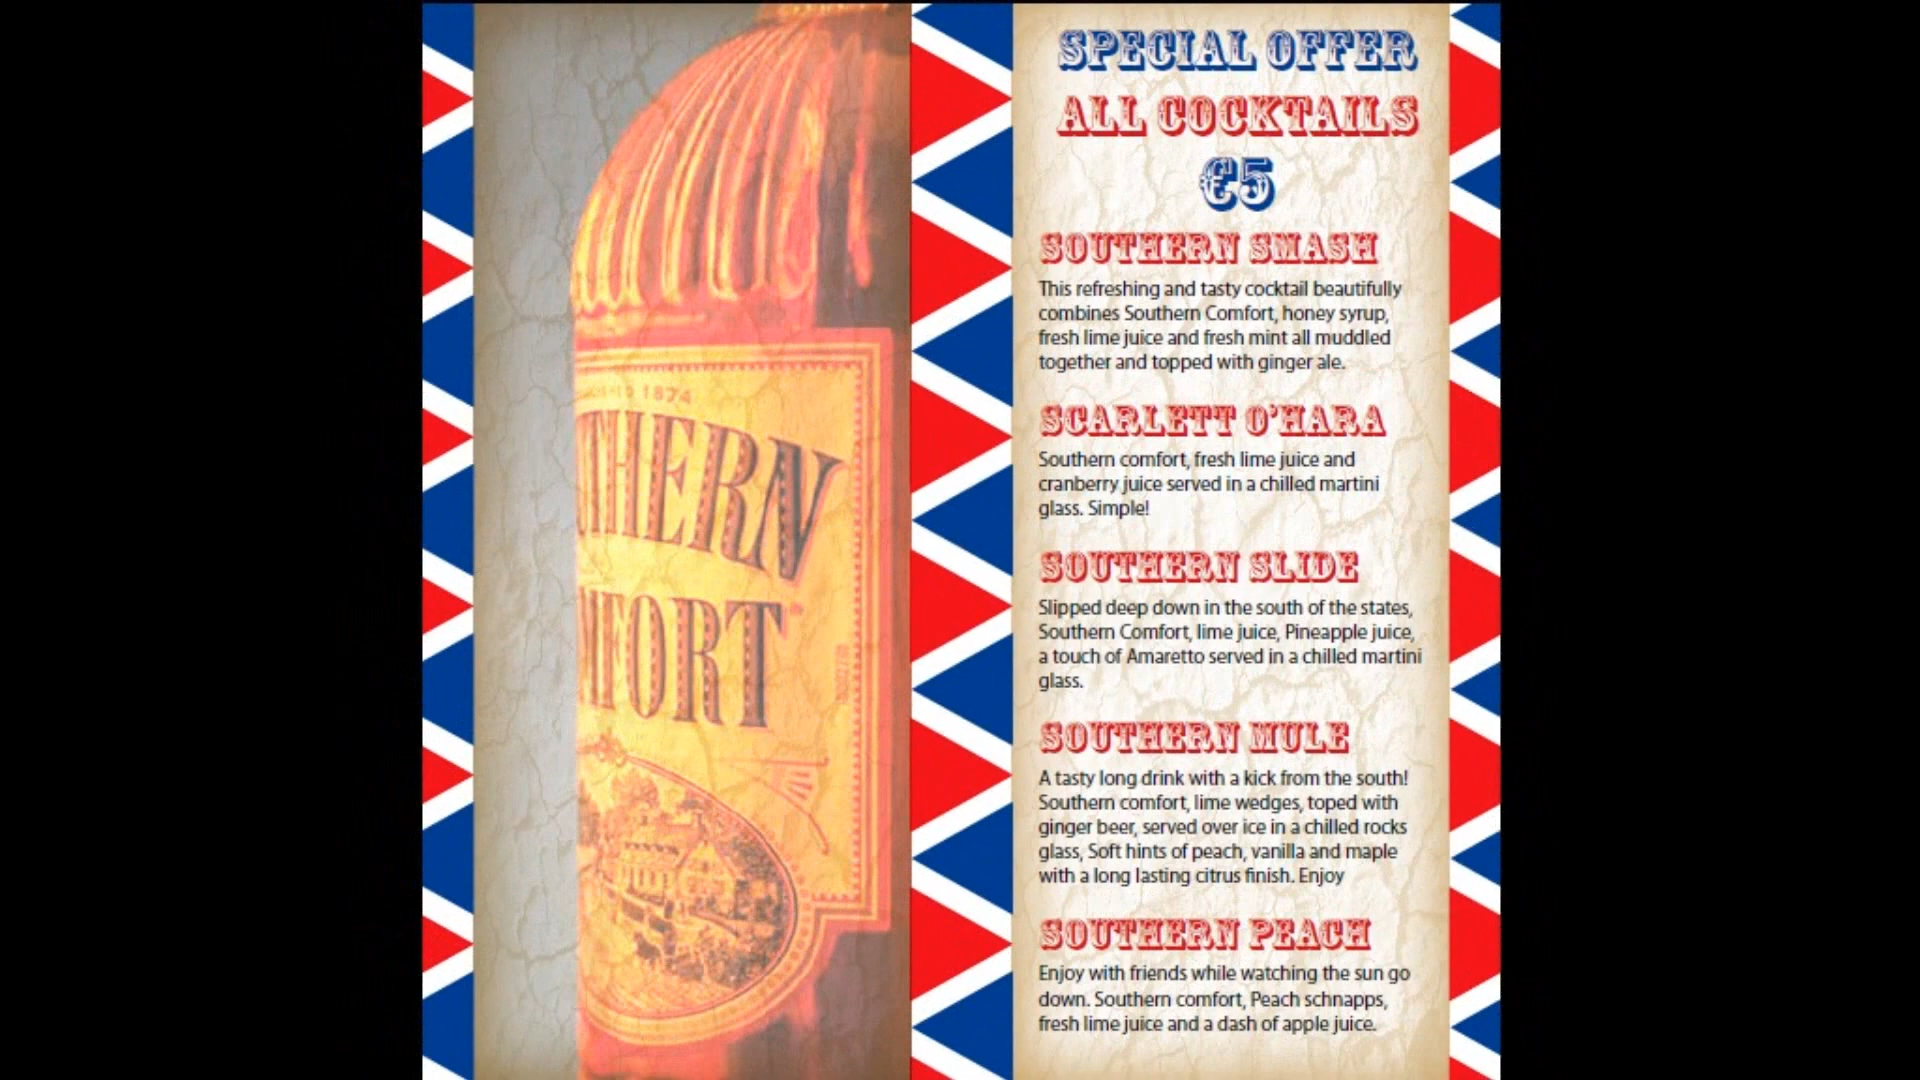 SPECIAL OFFER
ALL COCKTAILS
€5
SOUTHERN SMASH
This refreshing and tasty cocktail beautifully
combines Southern Comfort, honey syrup,
fresh lime juice and fresh mint all muddled
together and topped with ginger ale.
SCARLETT O'HARA
Southern comfort, fresh lime juice and
cranberry juice served in a chilled martini
glass. Simple!
SOUTHERN SLIDE
Slipped deep down in the south of the states,
Southern Comfort, lime juice, Pineapple juice,
a touch of Amaretto served in a chilled martini
glass.
SOUTHERN MULE
A tasty long drink with a kick from the south!
Southern comfort, lime wedges, toped with
ginger beer, served over ice in a chilled rocks
glass, Soft hints of peach, vanilla and maple
with a long lasting citrus finish. Enjoy
SOUTHERN PEACH
Enjoy with friends while watching the sun go
down. Southern comfort, Peach schnapps,
fresh lime juice and a dash of apple juice.
1874
THERN
MFORT